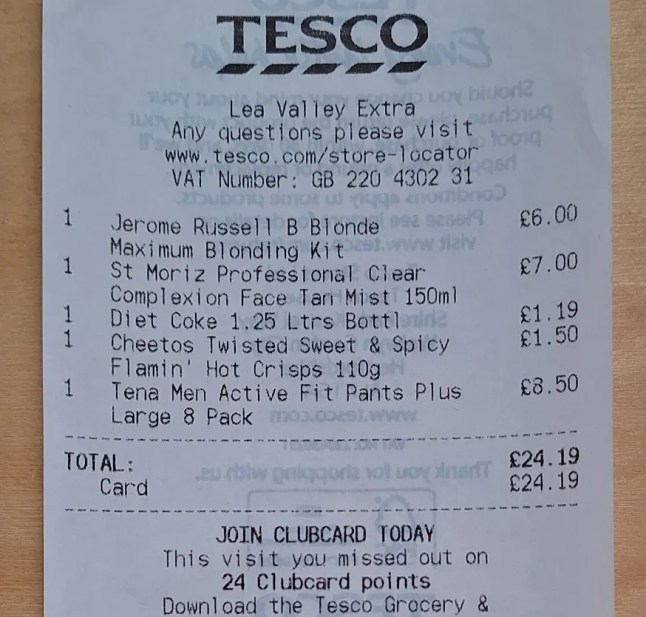 TESCO
Lea Valley Extra
Any questions please visit
www.tesco.com/store-locator
VAT Number: GB 220 4302 31
1 Jerome Russell B Blonde £6.00
Maximum Blonding Kit
1 St Moriz Professional Clear £7.00
Complexion Face Tan Mist 150ml
1 Diet Coke 1.25 Ltrs Bottl £1.19
1 Cheetos Twisted Sweet & Spicy £1.50
Flamin' Hot Crisps 110g
1 Tena Men Active Fit Pants Plus £8.50
Large 8 Pack
TOTAL: £24.19
Card £24.19
JOIN CLUBCARD TODAY
This visit you missed out on
24 Clubcard points
Download the Tesco Grocery &